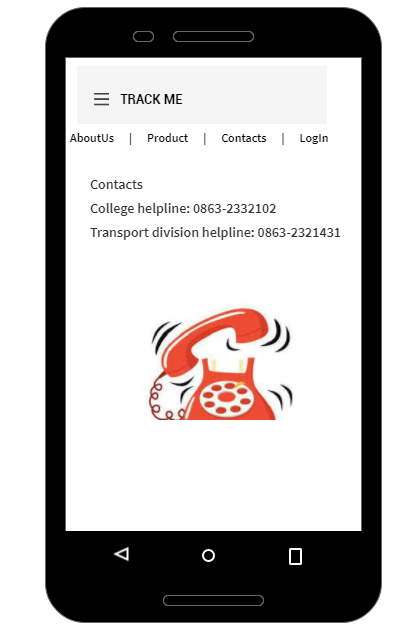 TRACK ME
AboutUs | Product | Contacts | LogIn
Contacts
College helpline: 0863-2332102
Transport division helpline: 0863-2321431